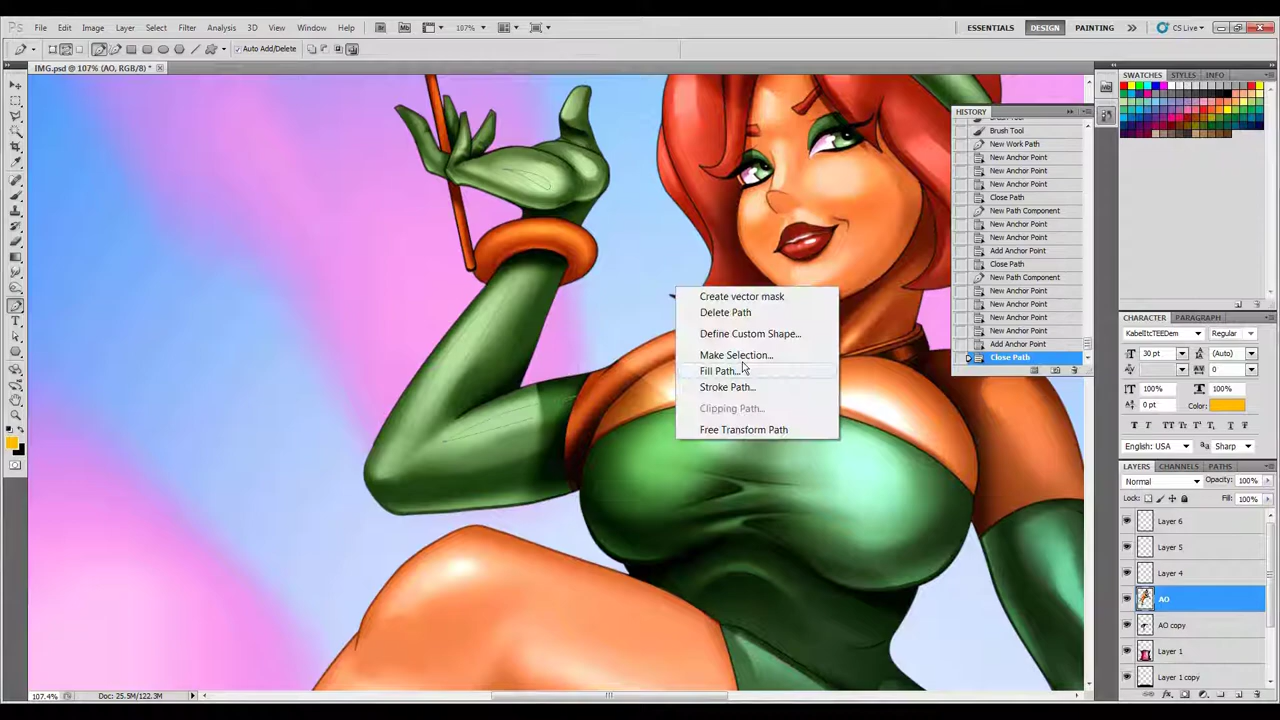 Ps File Edit Image Layer Select Filter Analysis 3D View Window Help Br Mb 107% ESSENTIALS DESIGN PAINTING CS Live
Auto Add/Delete
IMG.psd @ 107% (AO, RGB/8) *
SWATCHES STYLES INFO
HISTORY
Brush Tool
Brush Tool
New Work Path
New Anchor Point
New Anchor Point
New Anchor Point
Close Path
New Path Component
New Anchor Point
New Anchor Point
Add Anchor Point
Close Path
New Path Component
New Anchor Point
New Anchor Point
New Anchor Point
New Anchor Point
Add Anchor Point
Close Path
Create vector mask
Delete Path
Define Custom Shape...
Make Selection...
Fill Path...
Stroke Path...
Clipping Path...
Free Transform Path
CHARACTER PARAGRAPH
KabelItcTEEDem Regular
30 pt (Auto)
0
100% 100%
0 pt Color:
English: USA Sharp
LAYERS CHANNELS PATHS
Normal Opacity: 100%
Lock: Fill: 100%
Layer 6
Layer 5
Layer 4
AO
AO copy
Layer 1
Layer 1 copy
107.4% Doc: 25.5M/122.3M